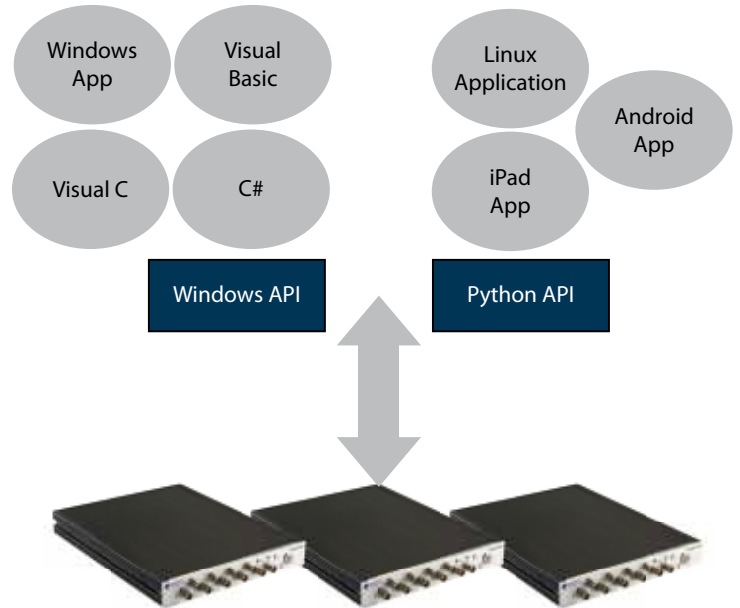 Windows
App
Visual
Basic
Visual C
C#
Linux
Application
Android
App
iPad
App
Windows API
Python API